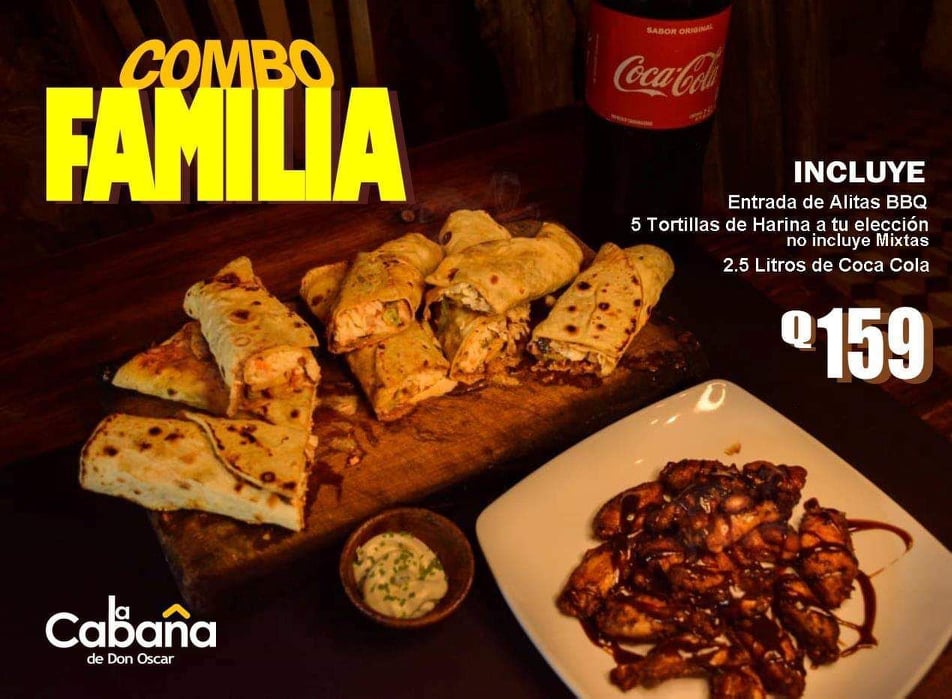 COMBO
FAMILIA
SABOR ORIGINAL
Coca-Cola
INCLUYE
Entrada de Alitas BBQ
5 Tortillas de Harina a tu elección
no incluye Mixtas
2.5 Litros de Coca Cola
Q159
la
Cabaña
de Don Oscar